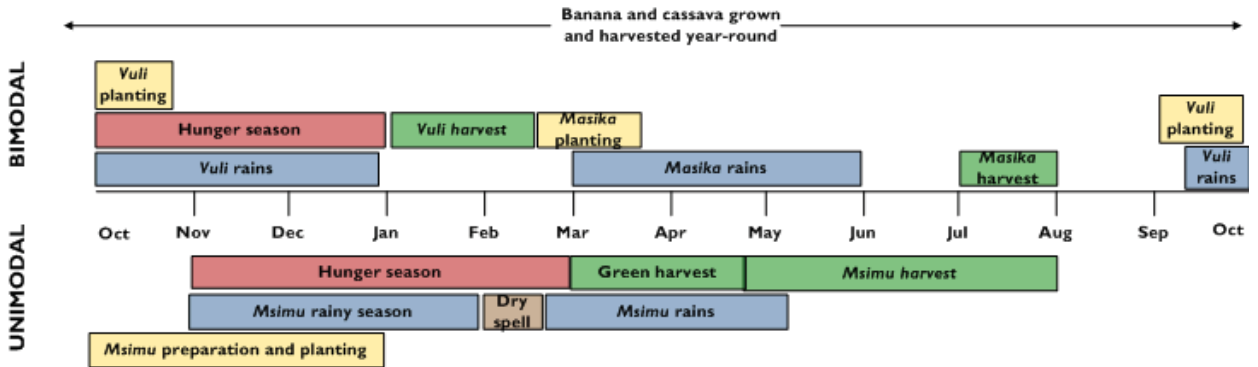 Banana and cassava grown
and harvested year-round
BIMODAL
Vuli
planting
Hunger season
Vuli harvest
Masika
planting
Vuli
planting
Vuli rains
Masika rains
Masika
harvest
Vuli
rains
Oct Nov Dec Jan Feb Mar Apr May Jun Jul Aug Sep Oct
UNIMODAL
Hunger season
Green harvest
Msimu harvest
Msimu rainy season
Dry
spell
Msimu rains
Msimu preparation and planting